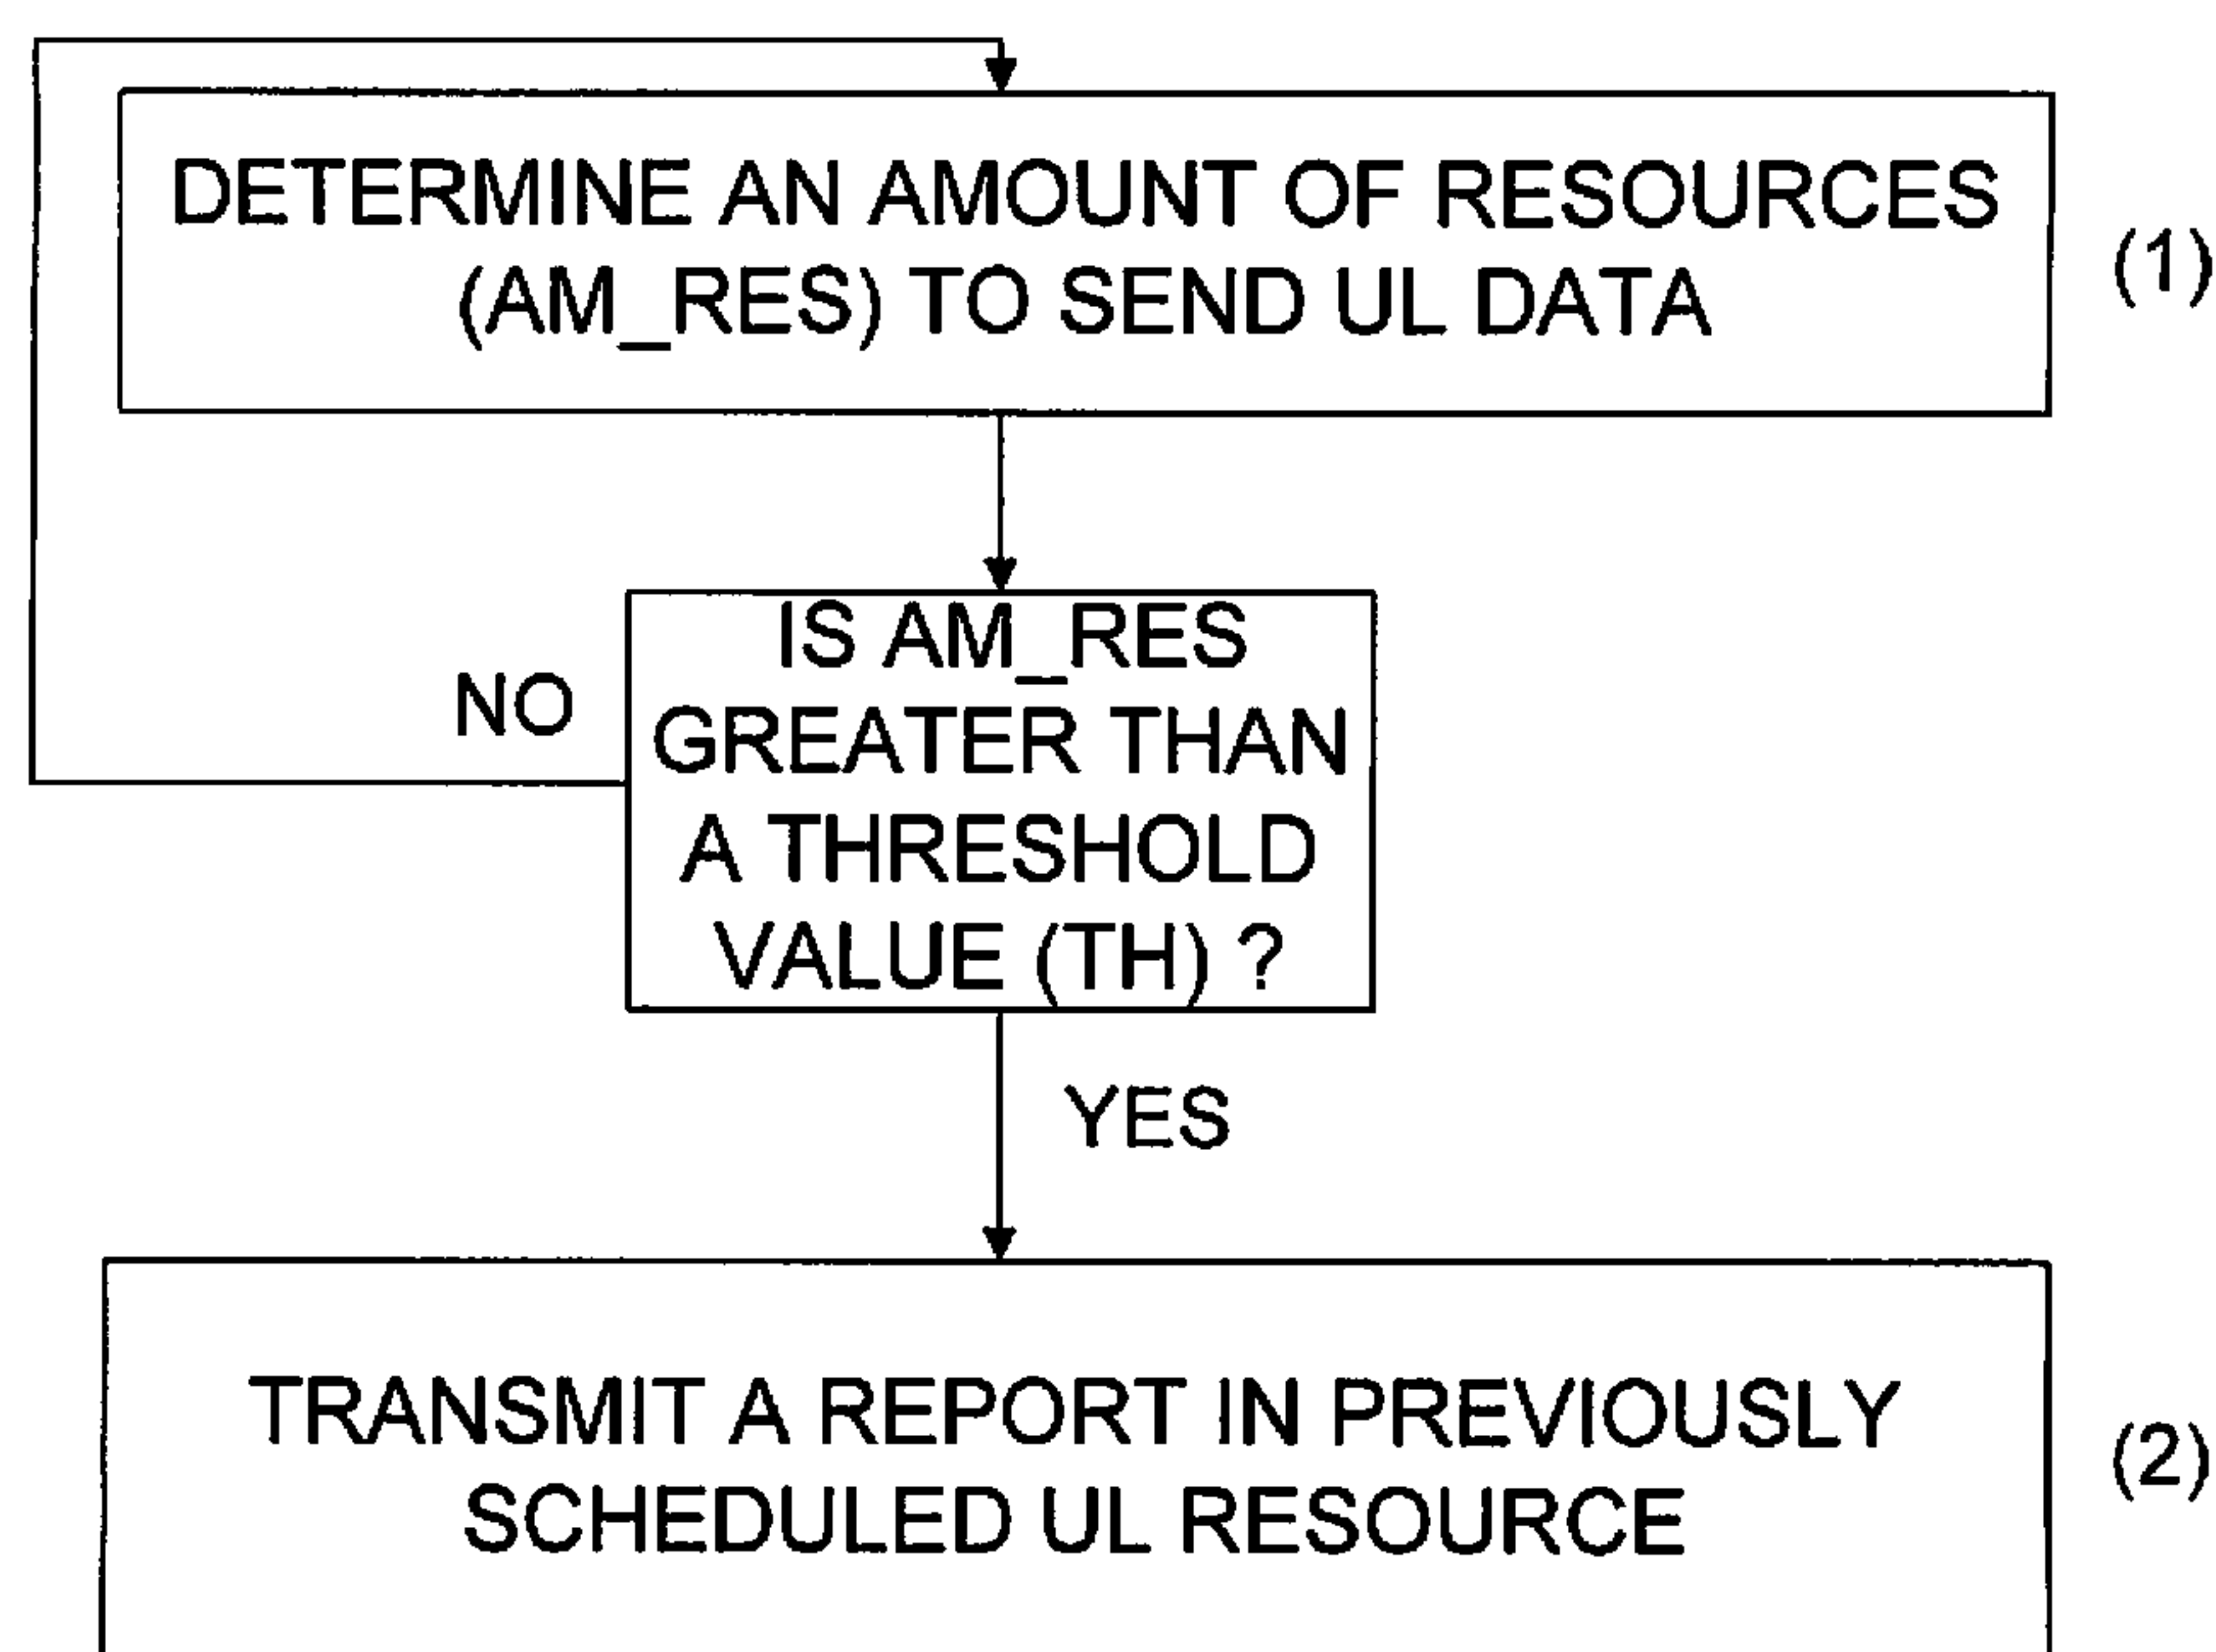 DETERMINE AN AMOUNT OF RESOURCES
(AM_RES) TO SEND UL DATA
(1)
IS AM_RES
GREATER THAN
A THRESHOLD
VALUE (TH) ?
NO
YES
TRANSMIT A REPORT IN PREVIOUSLY
SCHEDULED UL RESOURCE
(2)